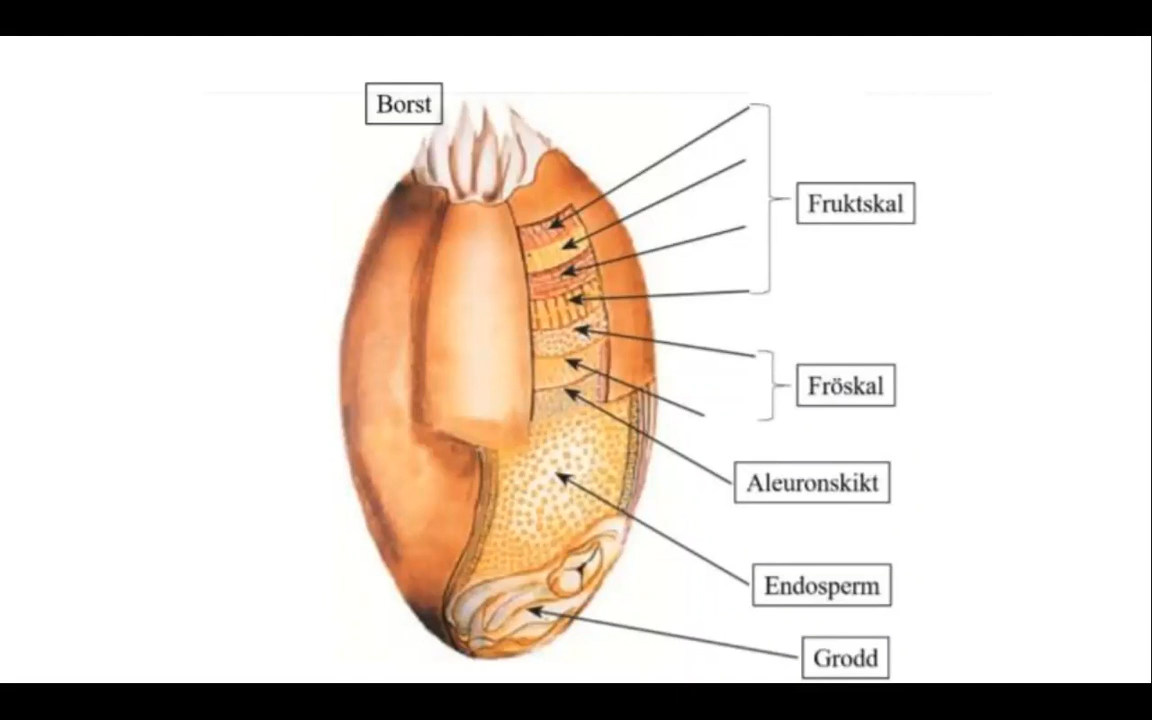 Borst
Fruktskal
Fröskal
Aleuronskikt
Endosperm
Grodd